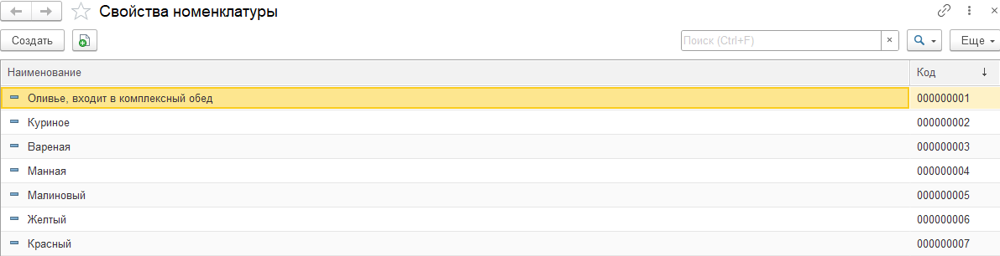 Свойства номенклатуры
Создать
Поиск (Ctrl+F)
×
Еще
Наименование Код ↓
Оливье, входит в комплексный обед 000000001
Куриное 000000002
Вареная 000000003
Манная 000000004
Малиновый 000000005
Желтый 000000006
Красный 000000007